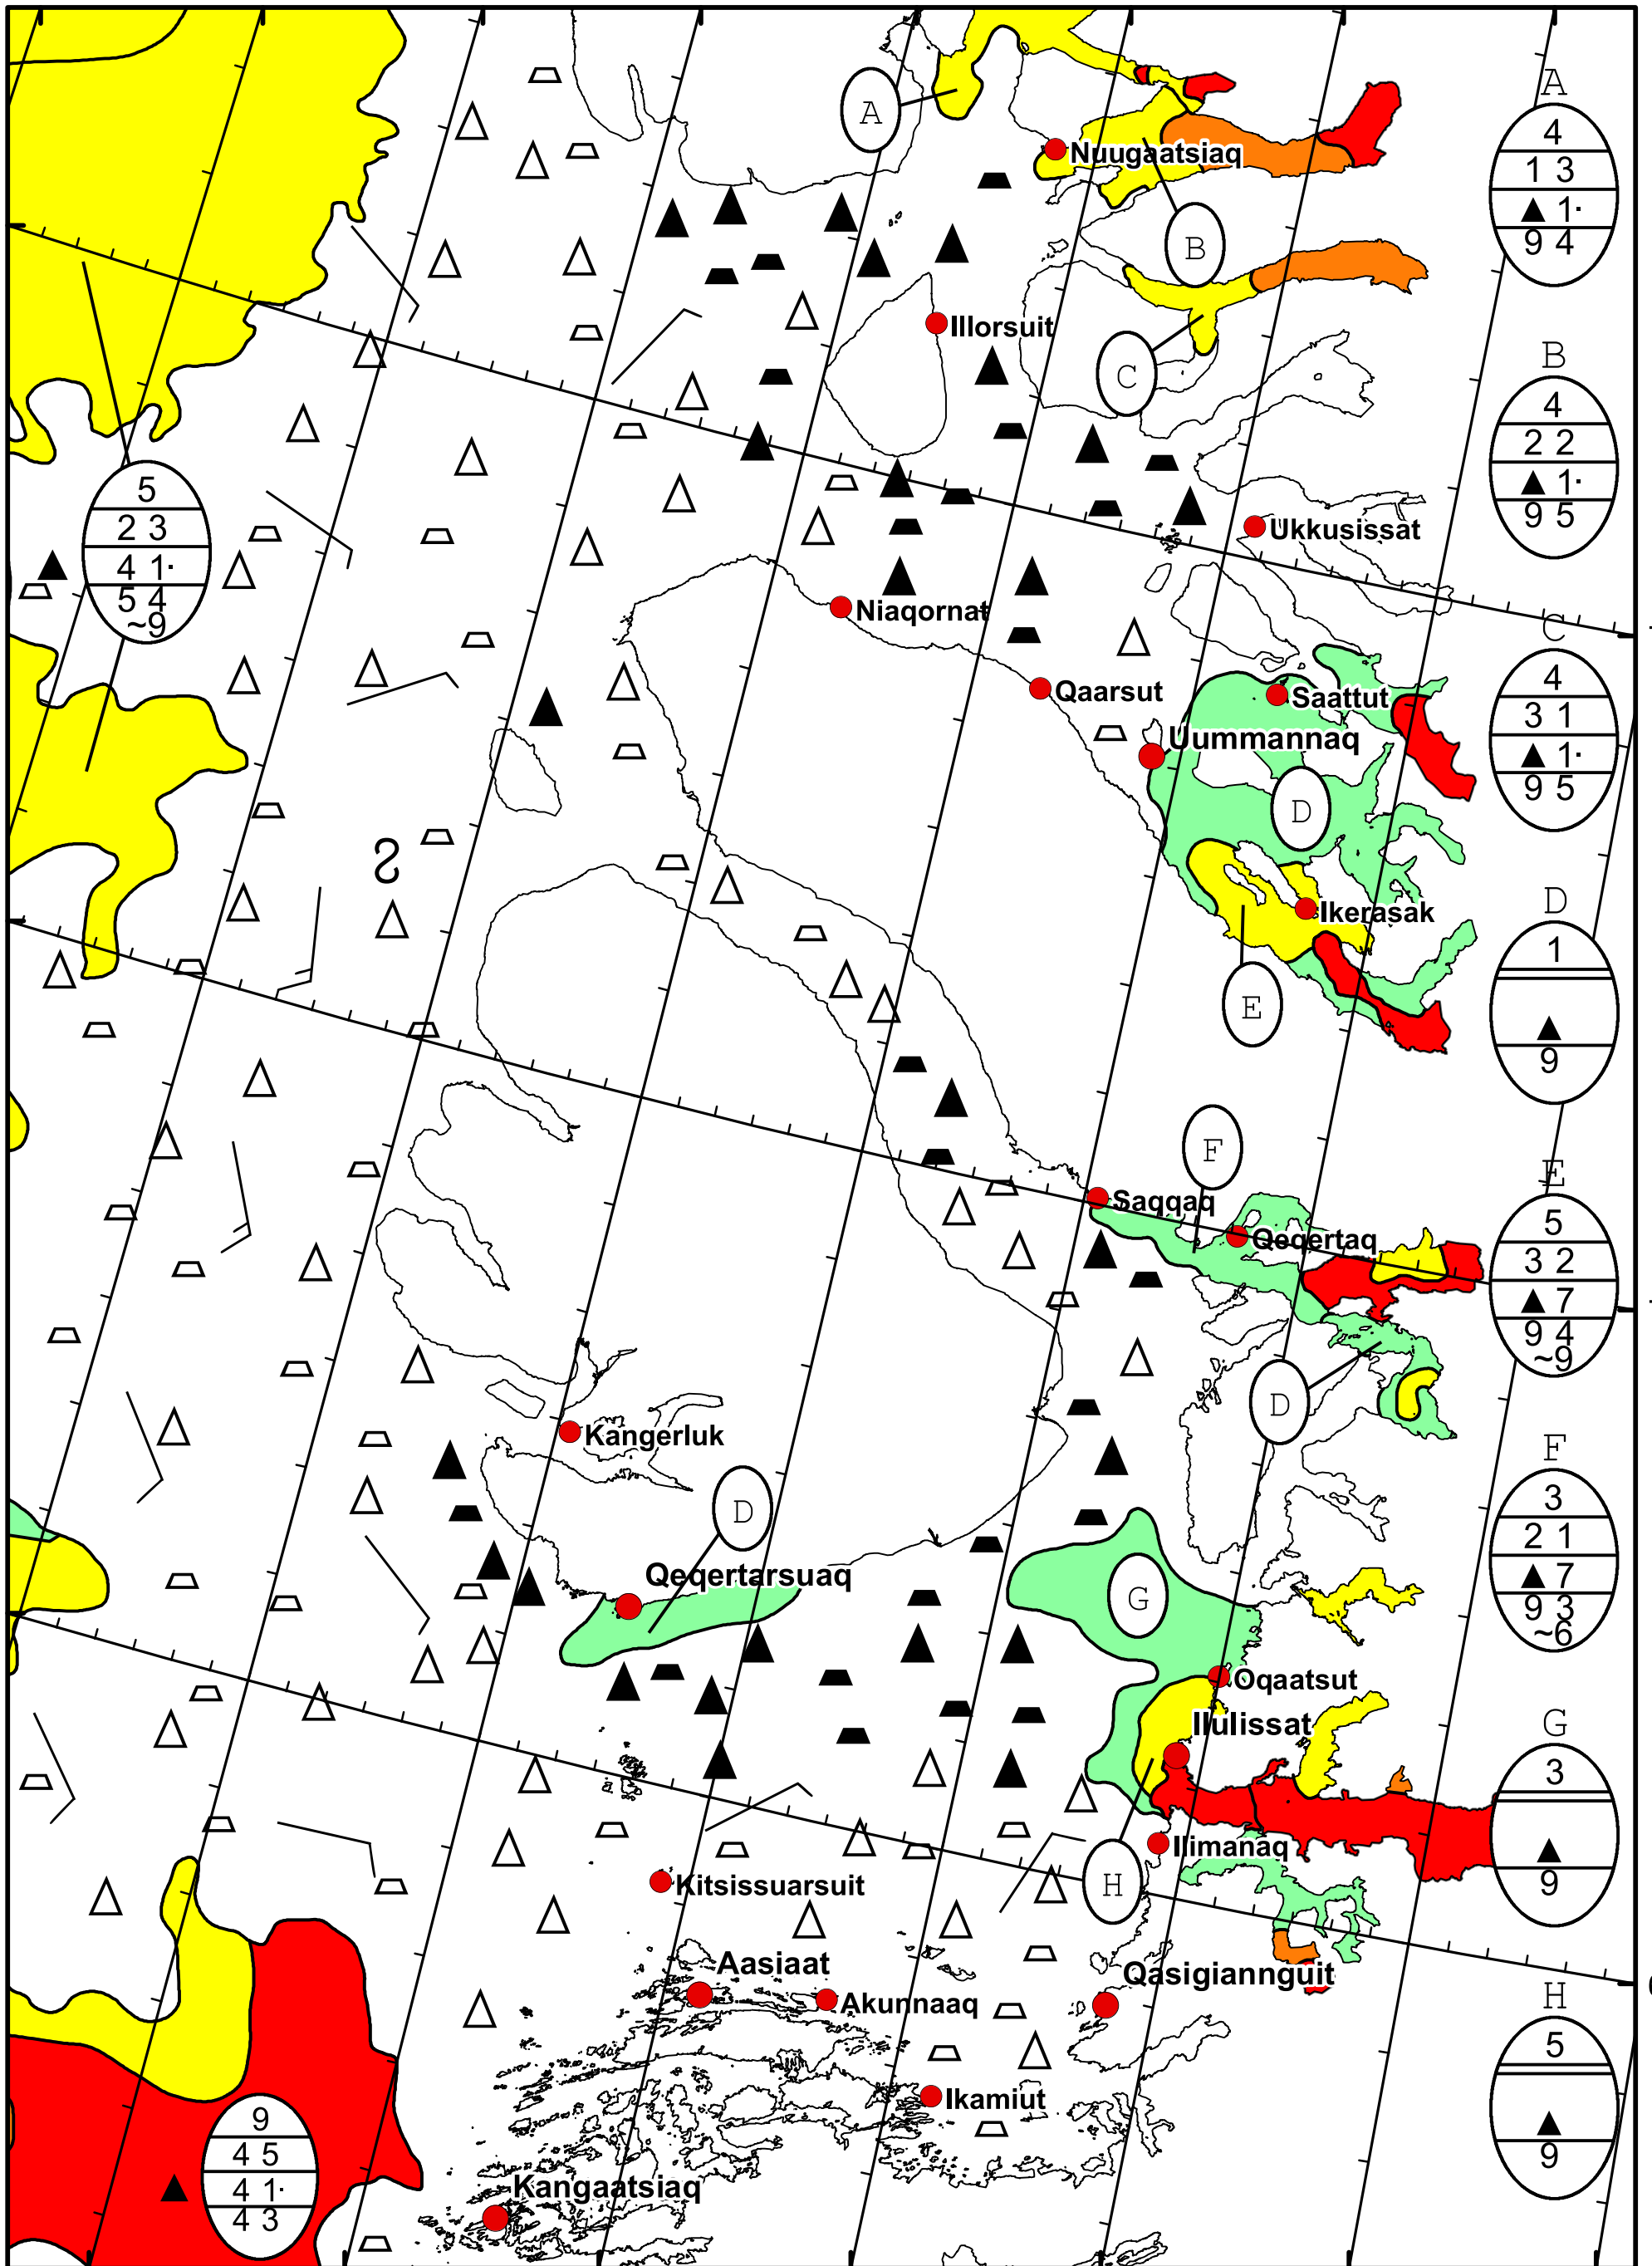 A
4
1 3
▲ 1·
9 4
A
Nuugaatsiaq
B
Illorsuit
C
B
4
2 2
▲ 1·
9 5
5
2 3
4 1·
5 4
~9
Ukkusissat
Niaqornat
C
4
3 1
▲ 1·
9 5
Qaarsut
Saattut
Uummannaq
D
Ikerasak
E
D
1
▲
9
F
Saqqaq
Qeqertaq
E
5
3 2
▲ 7
9 4
~9
D
Kangerluk
D
Qeqertarsuaq
F
3
2 1
▲ 7
9 3
~6
G
Oqaatsut
Ilulissat
G
3
▲
9
Ilimanaq
H
Kitsissuarsuit
Aasiaat
Akunnaaq
Qasigiannguit
H
5
▲
9
Ikamiut
9
4 5
4 1·
4 3
Kangaatsiaq